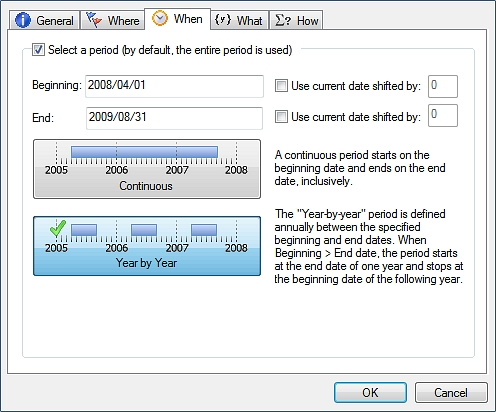 General Where When {y} What Σ? How
Select a period (by default, the entire period is used)
Beginning: 2008/04/01 Use current date shifted by: 0
End: 2009/08/31 Use current date shifted by: 0
2005 2006 2007 2008
Continuous
A continuous period starts on the
beginning date and ends on the end
date, inclusively.
2005 2006 2007 2008
Year by Year
The "Year-by-year" period is defined
annually between the specified
beginning and end dates. When
Beginning > End date, the period starts
at the end date of one year and stops at
the beginning date of the following year.
OK Cancel